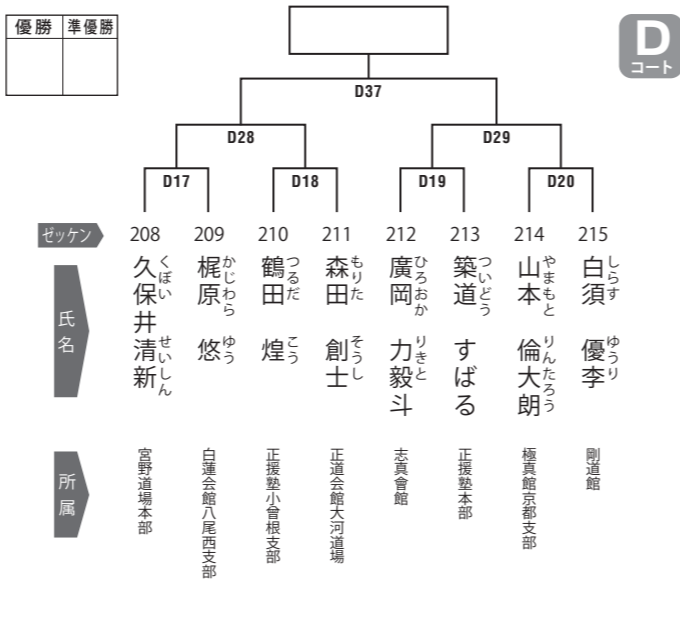 優勝 準優勝
D
コート
D37
D28 D29
D17 D18 D19 D20
ゼッケン 208 209 210 211 212 213 214 215
氏名
久保井 清新
くぼい せいしん
梶原 悠
かじわら ゆう
鶴田 煌
つるだ こう
森田 創士
もりた そうし
廣岡 力毅斗
ひろおか りきと
築道 すばる
ついどう
山本 倫大朗
やまもと りんたろう
白須 優李
しらす ゆうり
所属
宮野道場本部
白蓮会館八尾西支部
正援塾小曾根支部
正道会館大河道場
志真會館
正援塾本部
極真館京都支部
剛道館